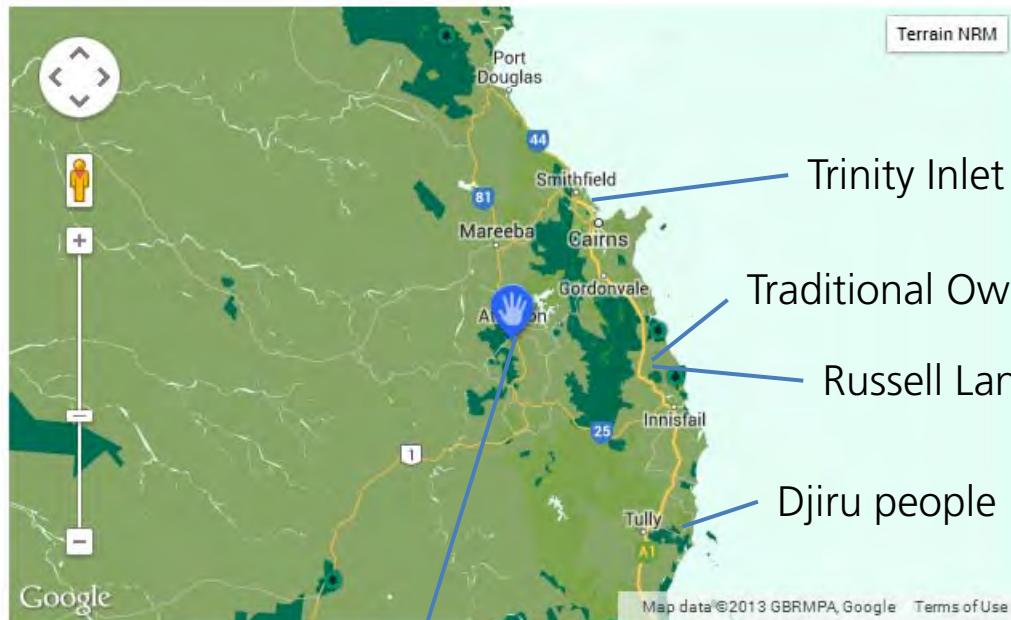 Terrain NRM
Port
Douglas
44
Smithfield
Trinity Inlet
81
Mareeba
Cairns
Gordonvale
Traditional Ow
Russell Lan
Innisfail
25
1
Djiru people
Tully
A1
Google
Map data ©2013 GBRMPA, Google
Terms of Use